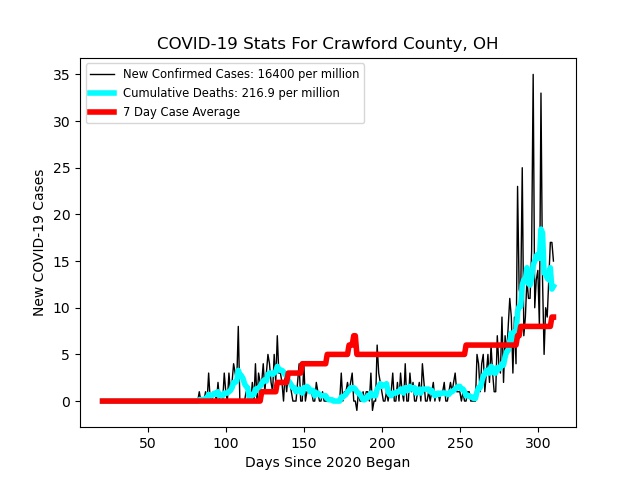 COVID-19 Stats For Crawford County, OH
New Confirmed Cases: 16400 per million
Cumulative Deaths: 216.9 per million
7 Day Case Average
New COVID-19 Cases
35
30
25
20
15
10
5
0
50 100 150 200 250 300
Days Since 2020 Began